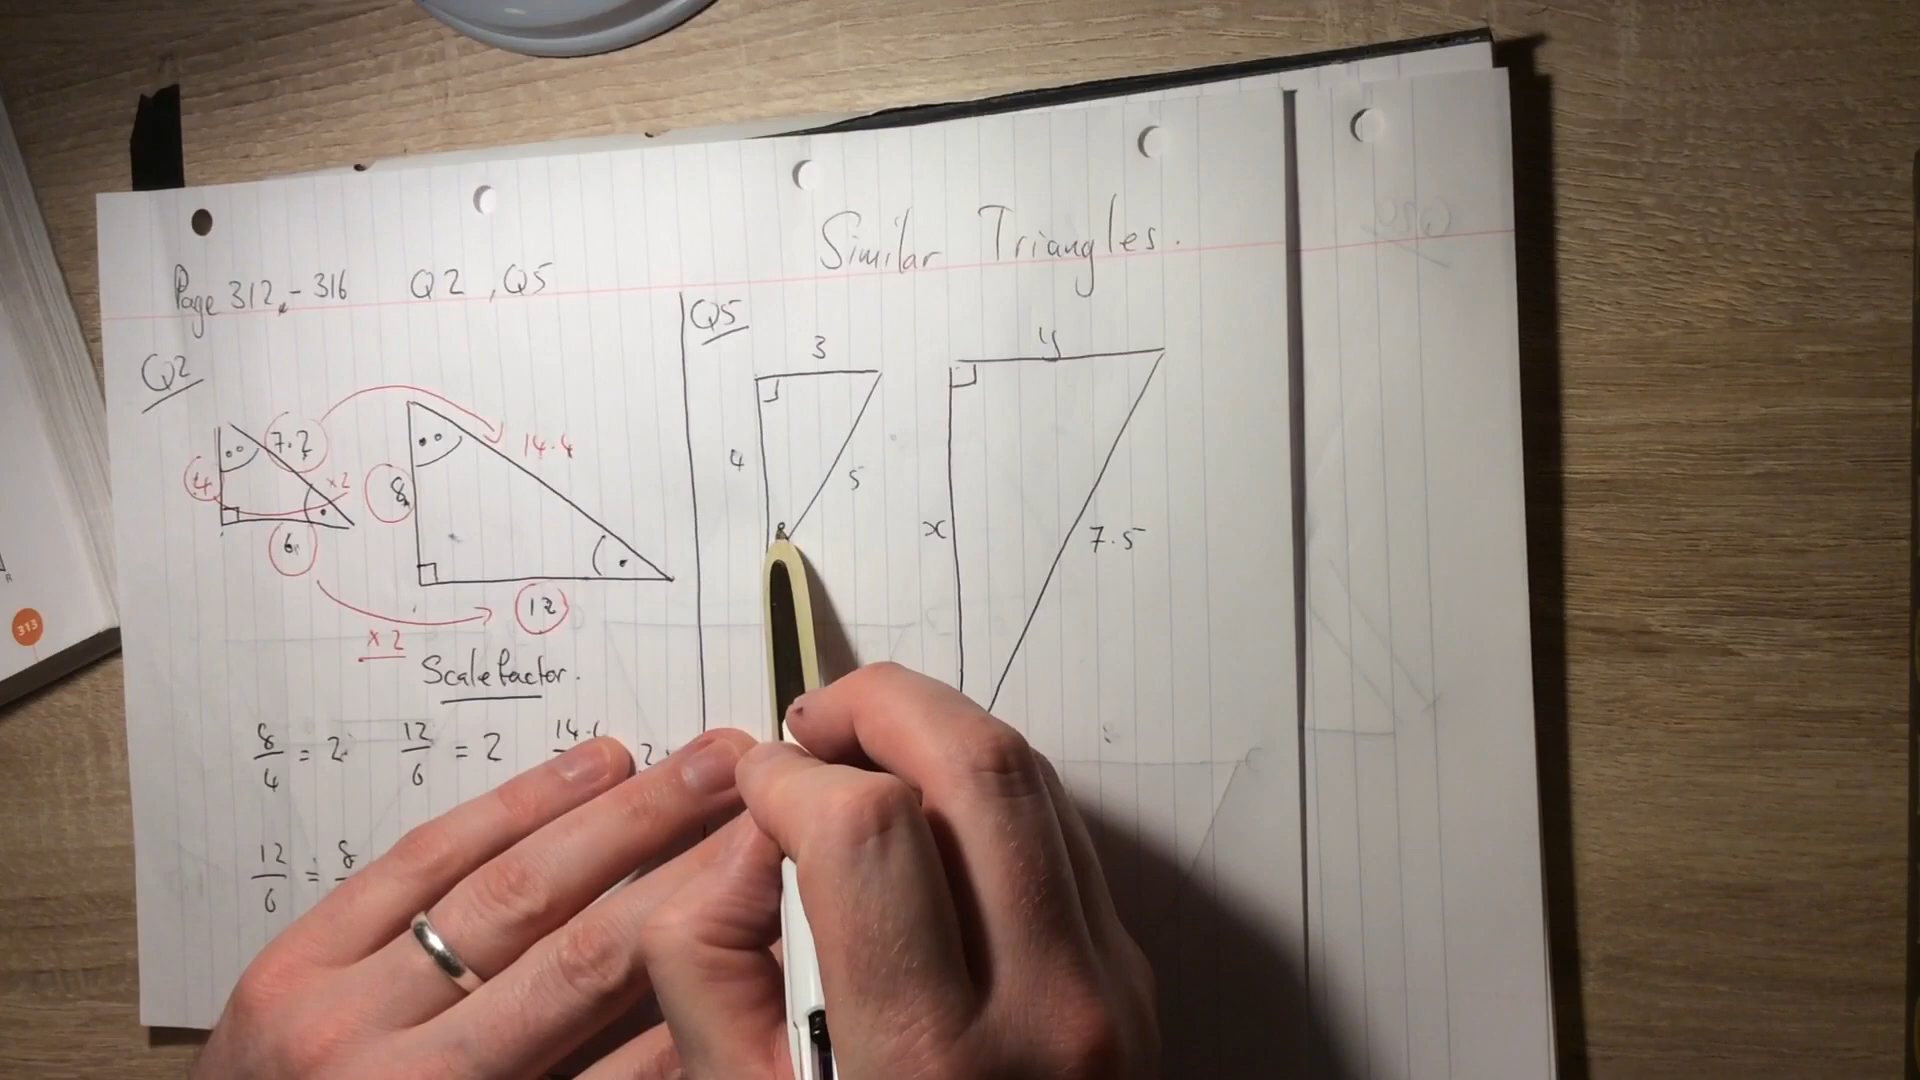 Similar Triangles.
Page 312,-316 Q2, Q5
Q2
7.2
4
×2
6
8
14.4
12
×2
Scale factor.
8/4 = 2 12/6 = 2
12/6 = 8
Q5
3
4
5
y
x
7.5
313
R